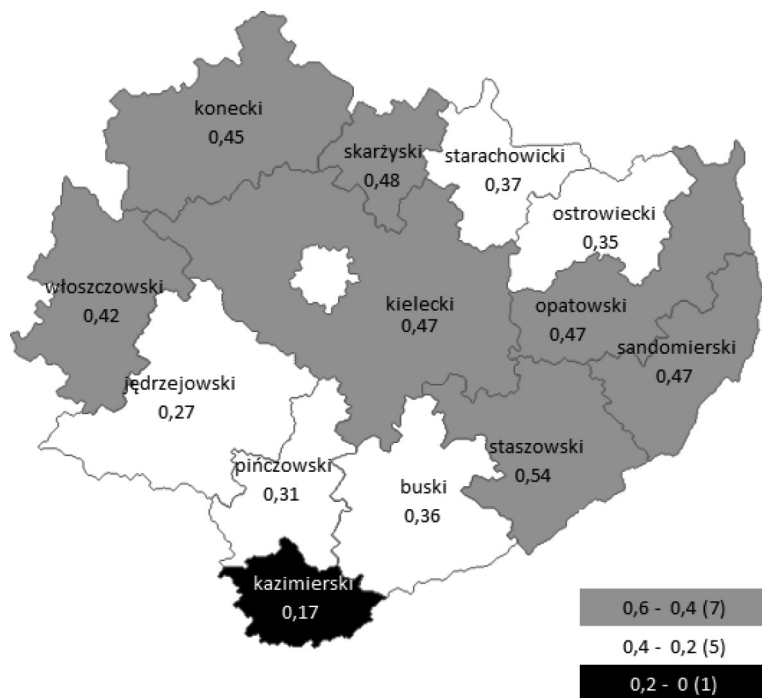 konecki
0,45
skarżyski
0,48
starachowicki
0,37
ostrowiecki
0,35
włoszczowski
0,42
kielecki
0,47
opatowski
0,47
sandomierski
0,47
jędrzejowski
0,27
pińczowski
0,31
buski
0,36
staszowski
0,54
kazimierski
0,17
0,6 - 0,4 (7)
0,4 - 0,2 (5)
0,2 - 0 (1)